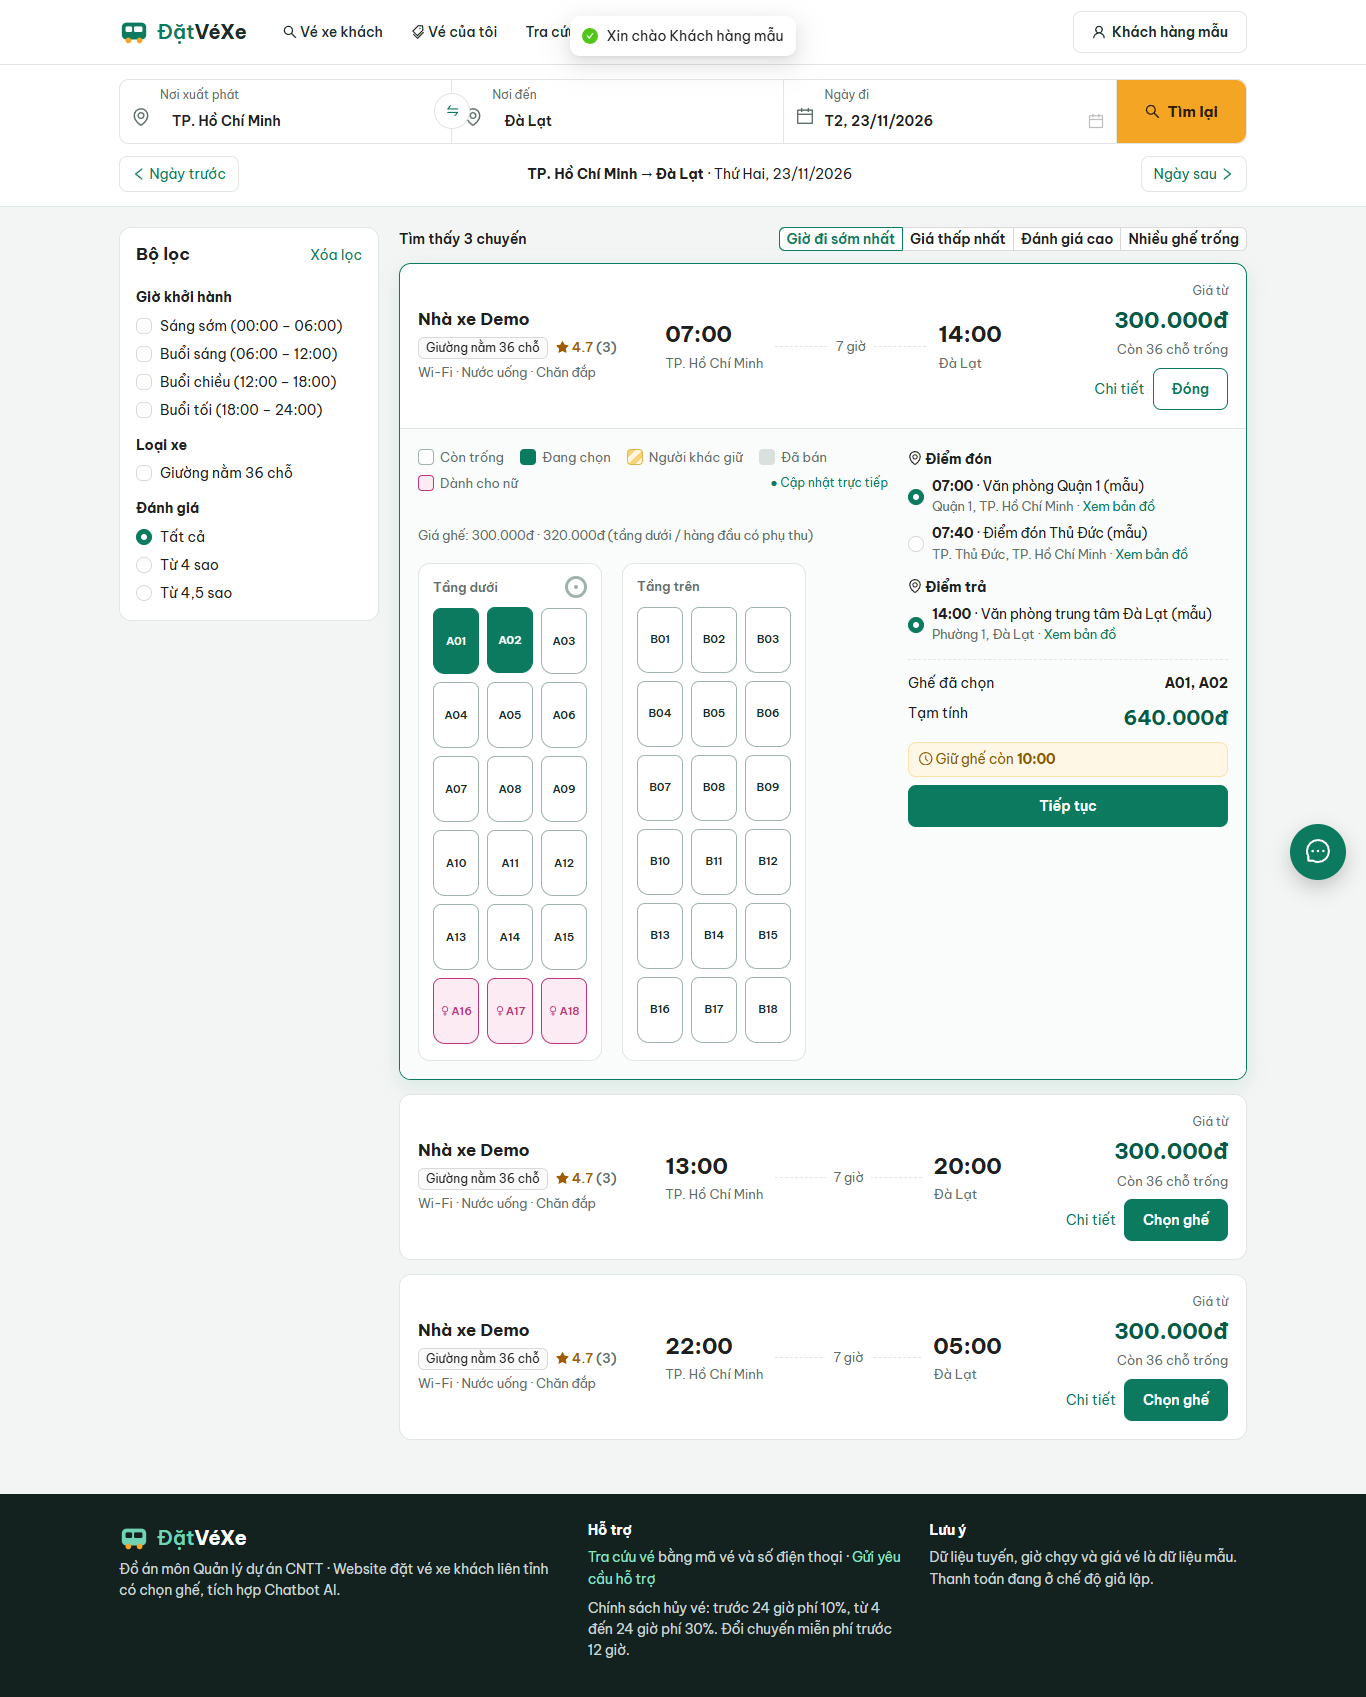 ĐặtVéXe
Vé xe khách
Vé của tôi
Tra cứ
Xin chào Khách hàng mẫu
Khách hàng mẫu
Nơi xuất phát
TP. Hồ Chí Minh
Nơi đến
Đà Lạt
Ngày đi
T2, 23/11/2026
Tìm lại
Ngày trước
TP. Hồ Chí Minh → Đà Lạt · Thứ Hai, 23/11/2026
Ngày sau
Bộ lọc
Xóa lọc
Giờ khởi hành
Sáng sớm (00:00 – 06:00)
Buổi sáng (06:00 – 12:00)
Buổi chiều (12:00 – 18:00)
Buổi tối (18:00 – 24:00)
Loại xe
Giường nằm 36 chỗ
Đánh giá
Tất cả
Từ 4 sao
Từ 4,5 sao
Tìm thấy 3 chuyến
Giờ đi sớm nhất
Giá thấp nhất
Đánh giá cao
Nhiều ghế trống
Nhà xe Demo
Giường nằm 36 chỗ
4.7 (3)
Wi-Fi · Nước uống · Chăn đắp
07:00
TP. Hồ Chí Minh
7 giờ
14:00
Đà Lạt
Giá từ
300.000đ
Còn 36 chỗ trống
Chi tiết
Đóng
Còn trống
Đang chọn
Người khác giữ
Đã bán
Dành cho nữ
Cập nhật trực tiếp
Giá ghế: 300.000đ · 320.000đ (tầng dưới / hàng đầu có phụ thu)
Tầng dưới
A01 A02 A03
A04 A05 A06
A07 A08 A09
A10 A11 A12
A13 A14 A15
♀ A16 ♀ A17 ♀ A18
Tầng trên
B01 B02 B03
B04 B05 B06
B07 B08 B09
B10 B11 B12
B13 B14 B15
B16 B17 B18
Điểm đón
07:00 · Văn phòng Quận 1 (mẫu)
Quận 1, TP. Hồ Chí Minh · Xem bản đồ
07:40 · Điểm đón Thủ Đức (mẫu)
TP. Thủ Đức, TP. Hồ Chí Minh · Xem bản đồ
Điểm trả
14:00 · Văn phòng trung tâm Đà Lạt (mẫu)
Phường 1, Đà Lạt · Xem bản đồ
Ghế đã chọn
A01, A02
Tạm tính
640.000đ
Giữ ghế còn 10:00
Tiếp tục
Nhà xe Demo
Giường nằm 36 chỗ
4.7 (3)
Wi-Fi · Nước uống · Chăn đắp
13:00
TP. Hồ Chí Minh
7 giờ
20:00
Đà Lạt
Giá từ
300.000đ
Còn 36 chỗ trống
Chi tiết
Chọn ghế
Nhà xe Demo
Giường nằm 36 chỗ
4.7 (3)
Wi-Fi · Nước uống · Chăn đắp
22:00
TP. Hồ Chí Minh
7 giờ
05:00
Đà Lạt
Giá từ
300.000đ
Còn 36 chỗ trống
Chi tiết
Chọn ghế
ĐặtVéXe
Đồ án môn Quản lý dự án CNTT · Website đặt vé xe khách liên tỉnh
có chọn ghế, tích hợp Chatbot AI.
Hỗ trợ
Tra cứu vé bằng mã vé và số điện thoại · Gửi yêu
cầu hỗ trợ
Chính sách hủy vé: trước 24 giờ phí 10%, từ 4
đến 24 giờ phí 30%. Đổi chuyến miễn phí trước
12 giờ.
Lưu ý
Dữ liệu tuyến, giờ chạy và giá vé là dữ liệu mẫu.
Thanh toán đang ở chế độ giả lập.